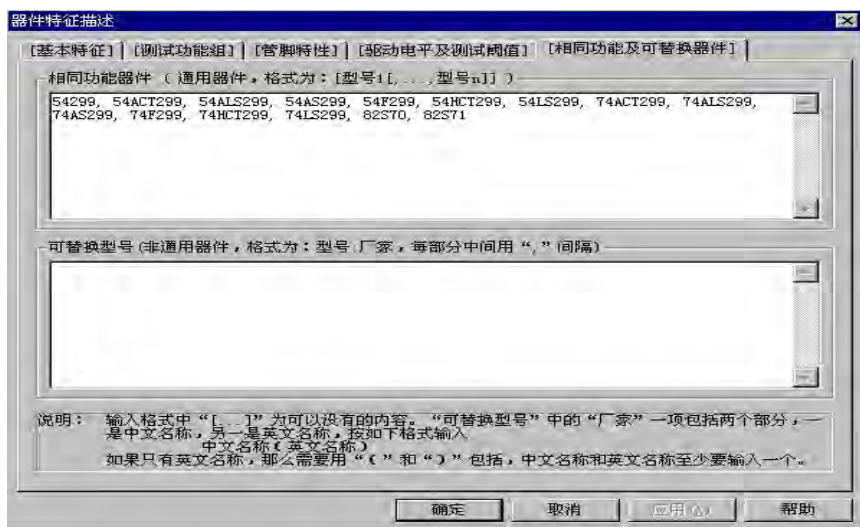 器件特征描述
[基本特征] [测试功能组] [管脚特性] [驱动电平及测试阈值] [相同功能及可替换器件]
相同功能器件 ( 通用器件，格式为：[型号1[,...,型号n]] )
54299, 54ACT299, 54ALS299, 54AS299, 54F299, 54HCT299, 54LS299, 74ACT299, 74ALS299,
74AS299, 74F299, 74HCT299, 74LS299, 82S70, 82S71
可替换型号(非通用器件，格式为：型号:厂家，每部分中间用“,”间隔)
说明： 输入格式中“[...]”为可以没有的内容。“可替换型号”中的“厂家”一项包括两个部分，一
是中文名称，另一是英文名称，按如下格式输入
中文名称(英文名称)
如果只有英文名称，那么需要用“(”和“)”包括，中文名称和英文名称至少要输入一个。
确定 取消 应用(A) 帮助